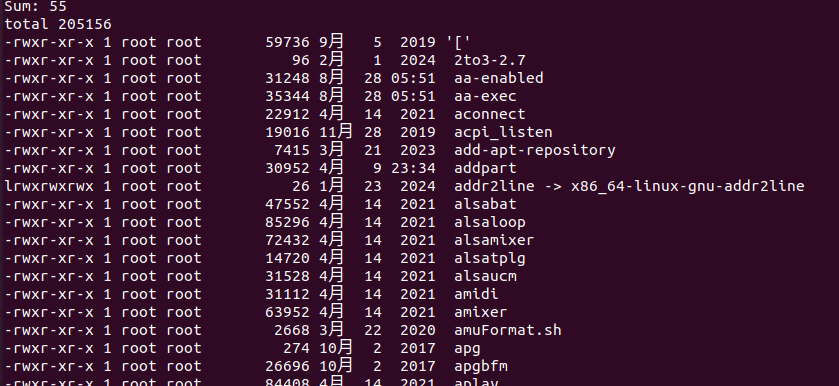 Sum: 55
total 205156
-rwxr-xr-x 1 root root       59736 9月   5  2019 '['
-rwxr-xr-x 1 root root          96 2月   1  2024  2to3-2.7
-rwxr-xr-x 1 root root       31248 8月  28 05:51  aa-enabled
-rwxr-xr-x 1 root root       35344 8月  28 05:51  aa-exec
-rwxr-xr-x 1 root root       22912 4月  14  2021  aconnect
-rwxr-xr-x 1 root root       19016 11月 28  2019  acpi_listen
-rwxr-xr-x 1 root root        7415 3月  21  2023  add-apt-repository
-rwxr-xr-x 1 root root       30952 4月   9 23:34  addpart
lrwxrwxrwx 1 root root          26 1月  23  2024  addr2line -> x86_64-linux-gnu-addr2line
-rwxr-xr-x 1 root root       47552 4月  14  2021  alsabat
-rwxr-xr-x 1 root root       85296 4月  14  2021  alsaloop
-rwxr-xr-x 1 root root       72432 4月  14  2021  alsamixer
-rwxr-xr-x 1 root root       14720 4月  14  2021  alsatplg
-rwxr-xr-x 1 root root       31528 4月  14  2021  alsaucm
-rwxr-xr-x 1 root root       31112 4月  14  2021  amidi
-rwxr-xr-x 1 root root       63952 4月  14  2021  amixer
-rwxr-xr-x 1 root root        2668 3月  22  2020  amuFormat.sh
-rwxr-xr-x 1 root root         274 10月  2  2017  apg
-rwxr-xr-x 1 root root       26696 10月  2  2017  apgbfm
-rwxr-xr-x 1 root root       84408 4月  14  2021  aplay